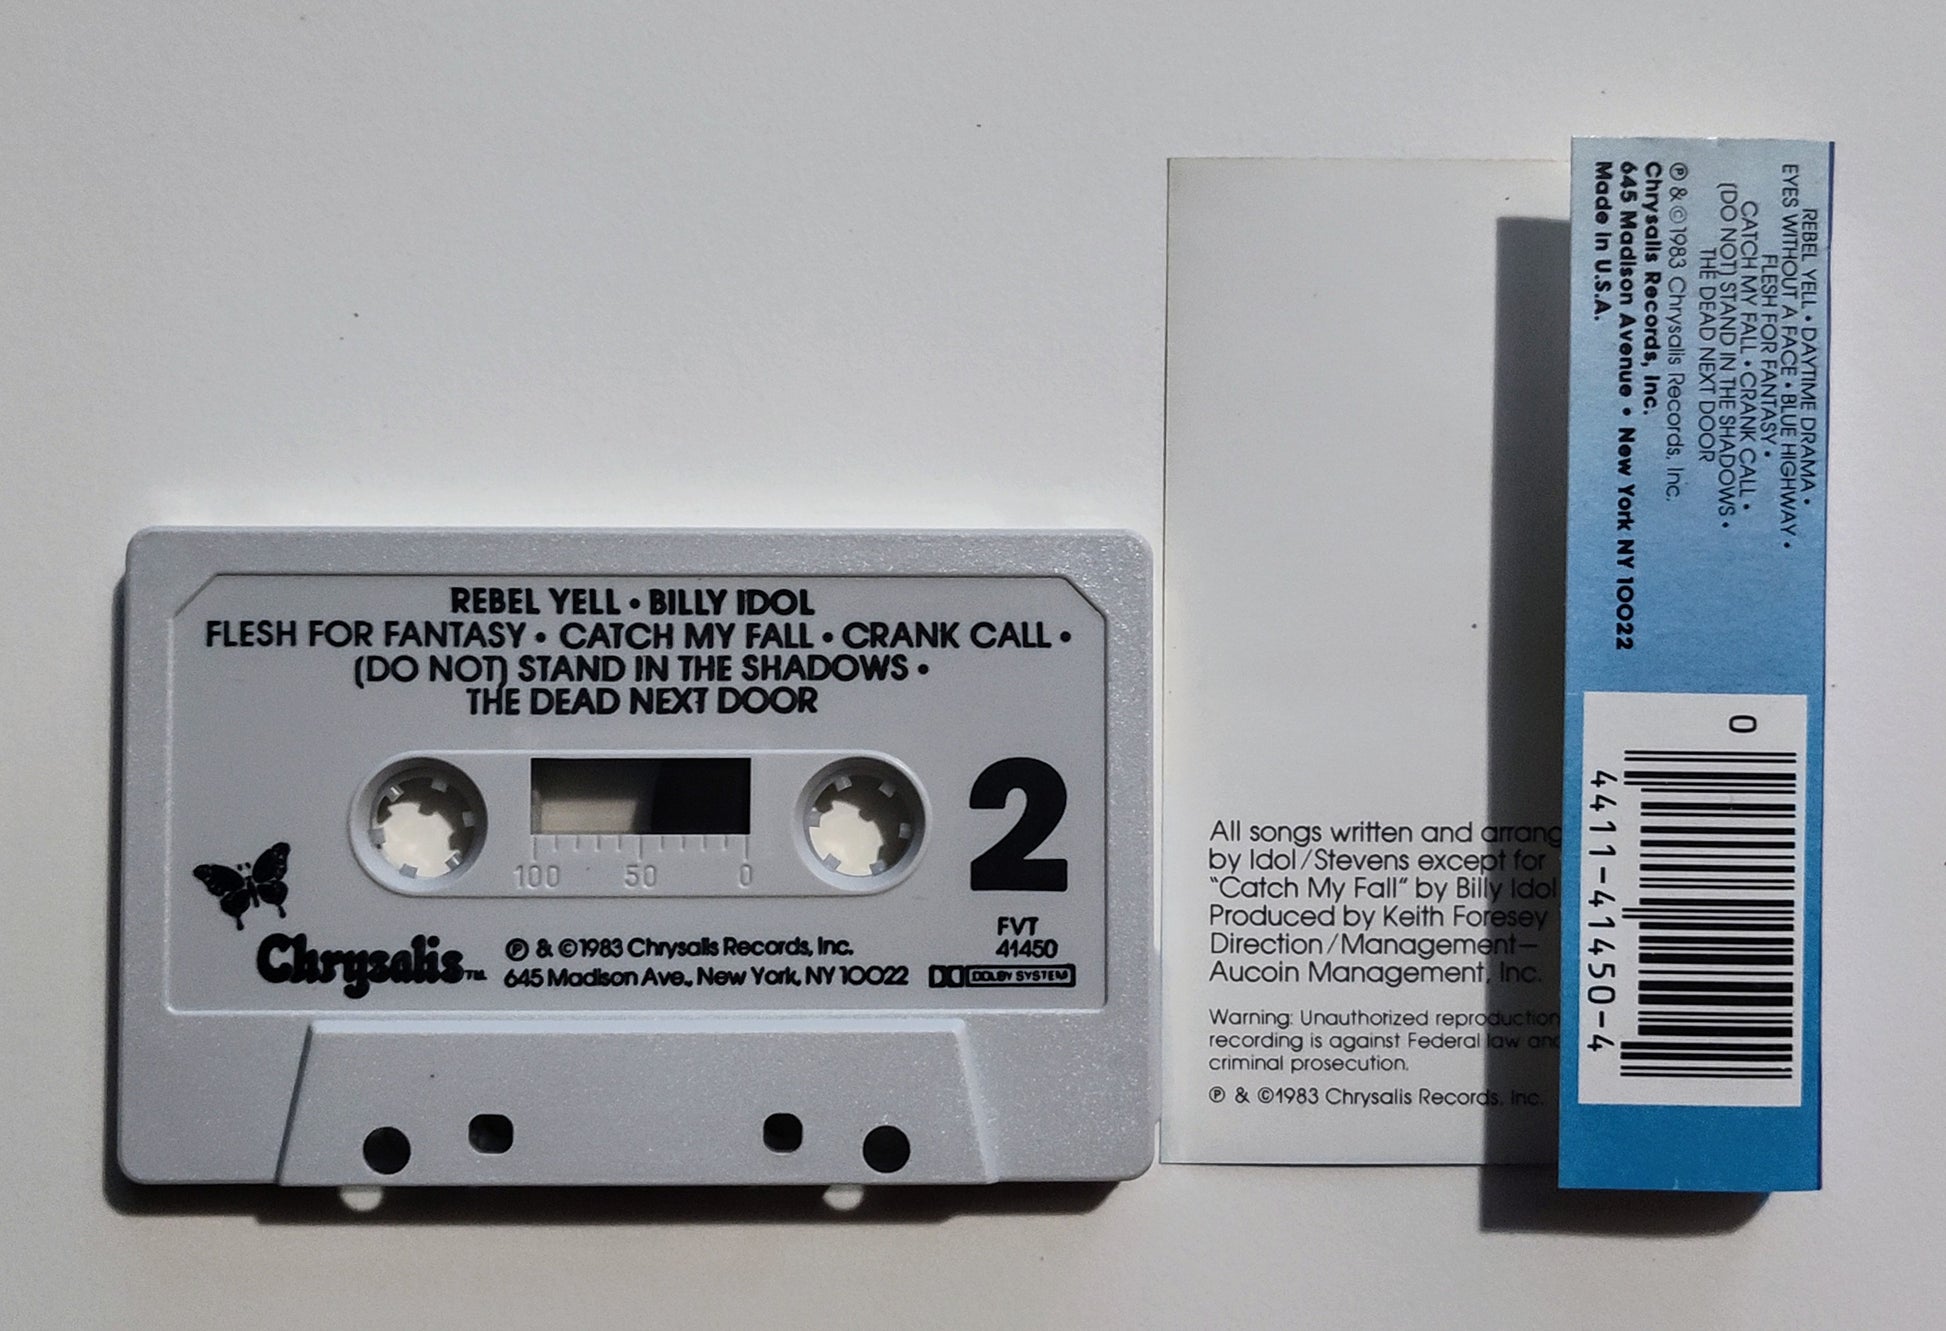 REBEL YELL • BILLY IDOL
FLESH FOR FANTASY • CATCH MY FALL • CRANK CALL •
(DO NOT) STAND IN THE SHADOWS •
THE DEAD NEXT DOOR
100 50 0
2
FVT
41450
Chrysalis TM
℗ & ©1983 Chrysalis Records, Inc.
645 Madison Ave., New York, NY 10022
DOLBY SYSTEM
All songs written and arrang
by Idol/Stevens except for
"Catch My Fall" by Billy Idol
Produced by Keith Foresey
Direction/Management—
Aucoin Management, Inc.
Warning: Unauthorized reproduction
recording is against Federal law and
criminal prosecution.
℗ & ©1983 Chrysalis Records, Inc.
REBEL YELL • DAYTIME DRAMA •
EYES WITHOUT A FACE • BLUE HIGHWAY •
FLESH FOR FANTASY •
CATCH MY FALL • CRANK CALL •
(DO NOT) STAND IN THE SHADOWS •
THE DEAD NEXT DOOR
℗ & ©1983 Chrysalis Records, Inc.
Chrysalis Records, Inc.
645 Madison Avenue • New York NY 10022
Made in U.S.A.
0
4411-41450-4